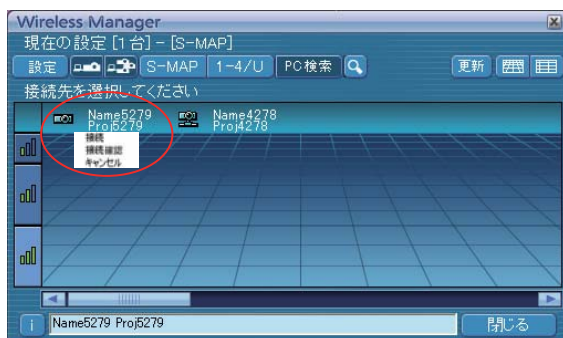 Wireless Manager
現在の設定 [1 台] - [S-MAP]
設定 S-MAP 1-4/U PC検索 更新
接続先を選択してください
Name5279 Name4278
Proj5279 Proj4278
接続
接続確認
キャンセル
i Name5279 Proj5279 閉じる